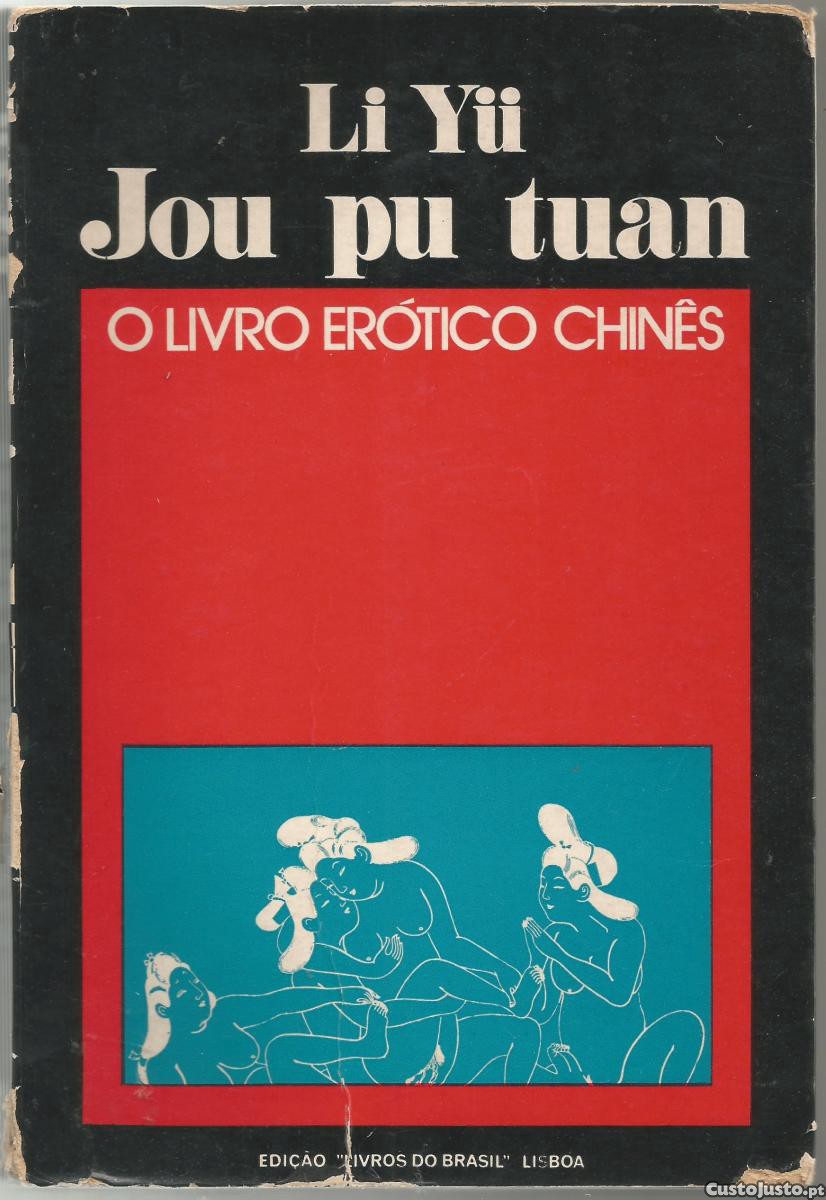 Li Yü
Jou pu tuan
O LIVRO ERÓTICO CHINÊS
EDIÇÃO "LIVROS DO BRASIL" LISBOA
CustoJusto.pt